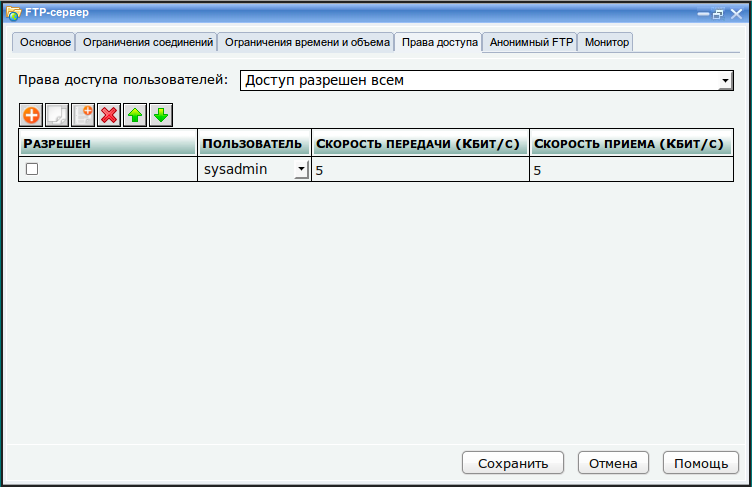 FTP-сервер
Основное Ограничения соединений Ограничения времени и объема Права доступа Анонимный FTP Монитор
Права доступа пользователей: Доступ разрешен всем
Разрешен Пользователь Скорость передачи (Кбит/с) Скорость приема (Кбит/с)
sysadmin 5 5
Сохранить Отмена Помощь